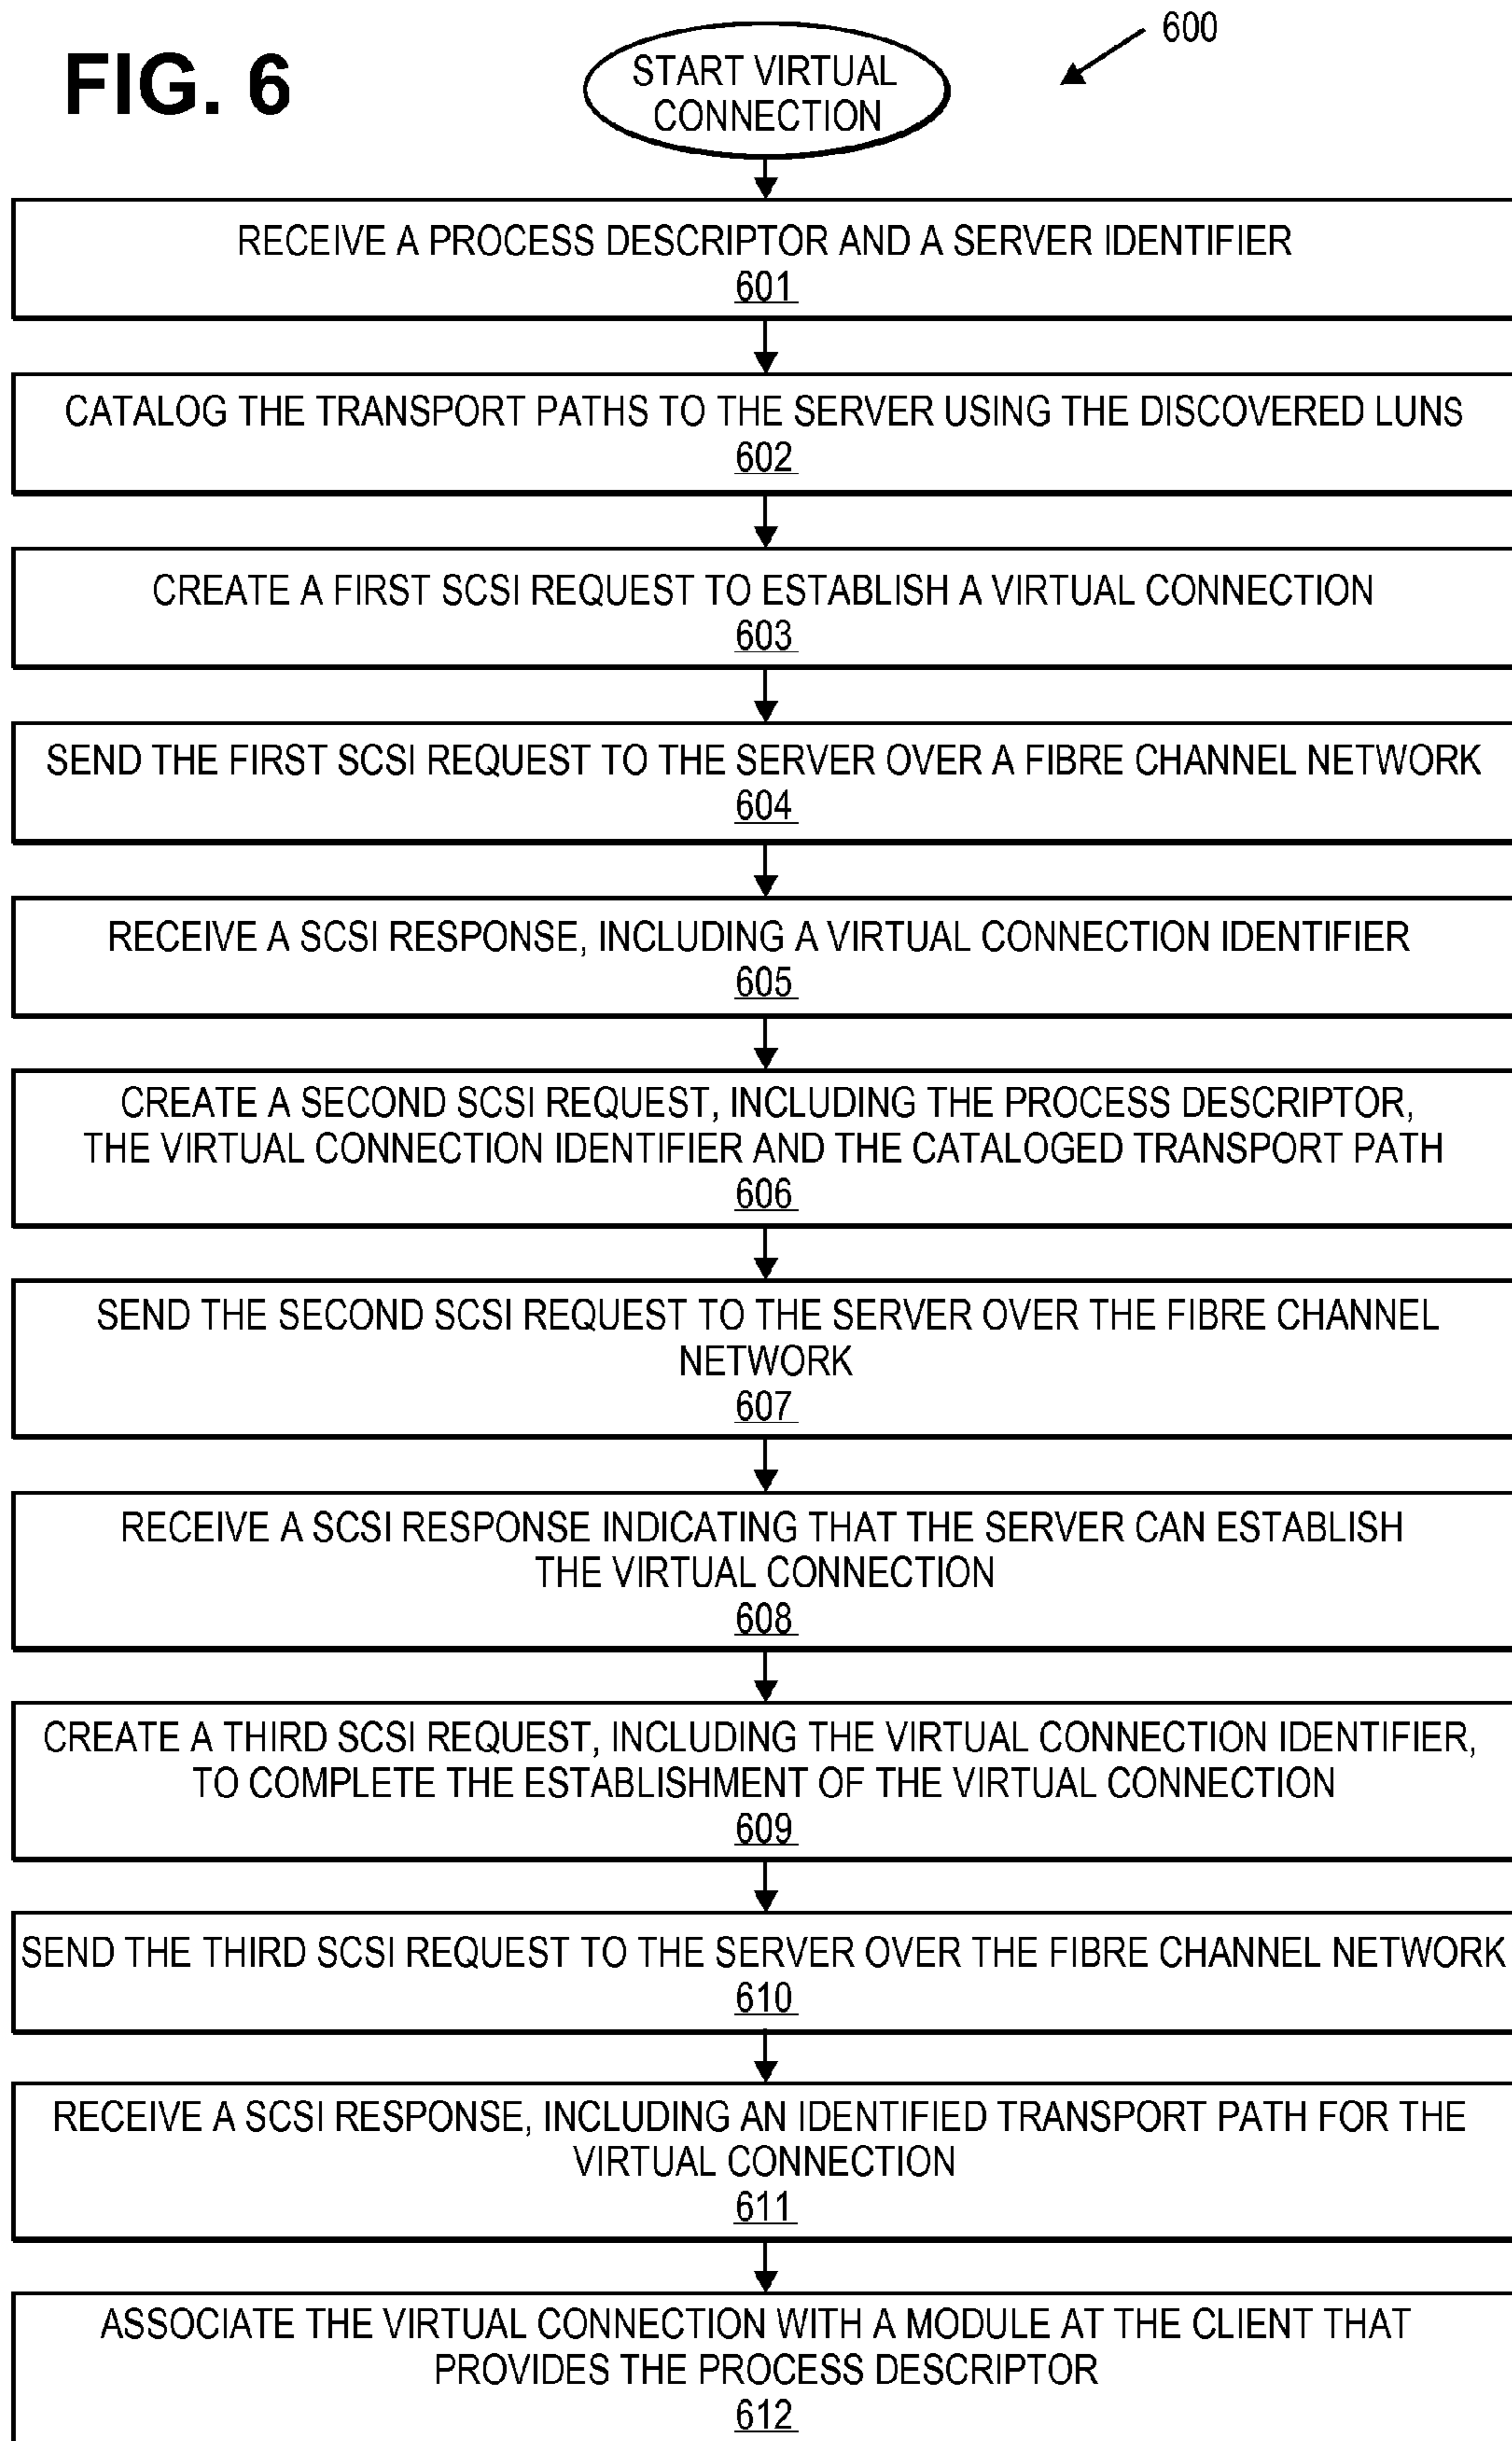 FIG. 6
600
START VIRTUAL
CONNECTION
RECEIVE A PROCESS DESCRIPTOR AND A SERVER IDENTIFIER
601
CATALOG THE TRANSPORT PATHS TO THE SERVER USING THE DISCOVERED LUNS
602
CREATE A FIRST SCSI REQUEST TO ESTABLISH A VIRTUAL CONNECTION
603
SEND THE FIRST SCSI REQUEST TO THE SERVER OVER A FIBRE CHANNEL NETWORK
604
RECEIVE A SCSI RESPONSE, INCLUDING A VIRTUAL CONNECTION IDENTIFIER
605
CREATE A SECOND SCSI REQUEST, INCLUDING THE PROCESS DESCRIPTOR,
THE VIRTUAL CONNECTION IDENTIFIER AND THE CATALOGED TRANSPORT PATH
606
SEND THE SECOND SCSI REQUEST TO THE SERVER OVER THE FIBRE CHANNEL
NETWORK
607
RECEIVE A SCSI RESPONSE INDICATING THAT THE SERVER CAN ESTABLISH
THE VIRTUAL CONNECTION
608
CREATE A THIRD SCSI REQUEST, INCLUDING THE VIRTUAL CONNECTION IDENTIFIER,
TO COMPLETE THE ESTABLISHMENT OF THE VIRTUAL CONNECTION
609
SEND THE THIRD SCSI REQUEST TO THE SERVER OVER THE FIBRE CHANNEL NETWORK
610
RECEIVE A SCSI RESPONSE, INCLUDING AN IDENTIFIED TRANSPORT PATH FOR THE
VIRTUAL CONNECTION
611
ASSOCIATE THE VIRTUAL CONNECTION WITH A MODULE AT THE CLIENT THAT
PROVIDES THE PROCESS DESCRIPTOR
612